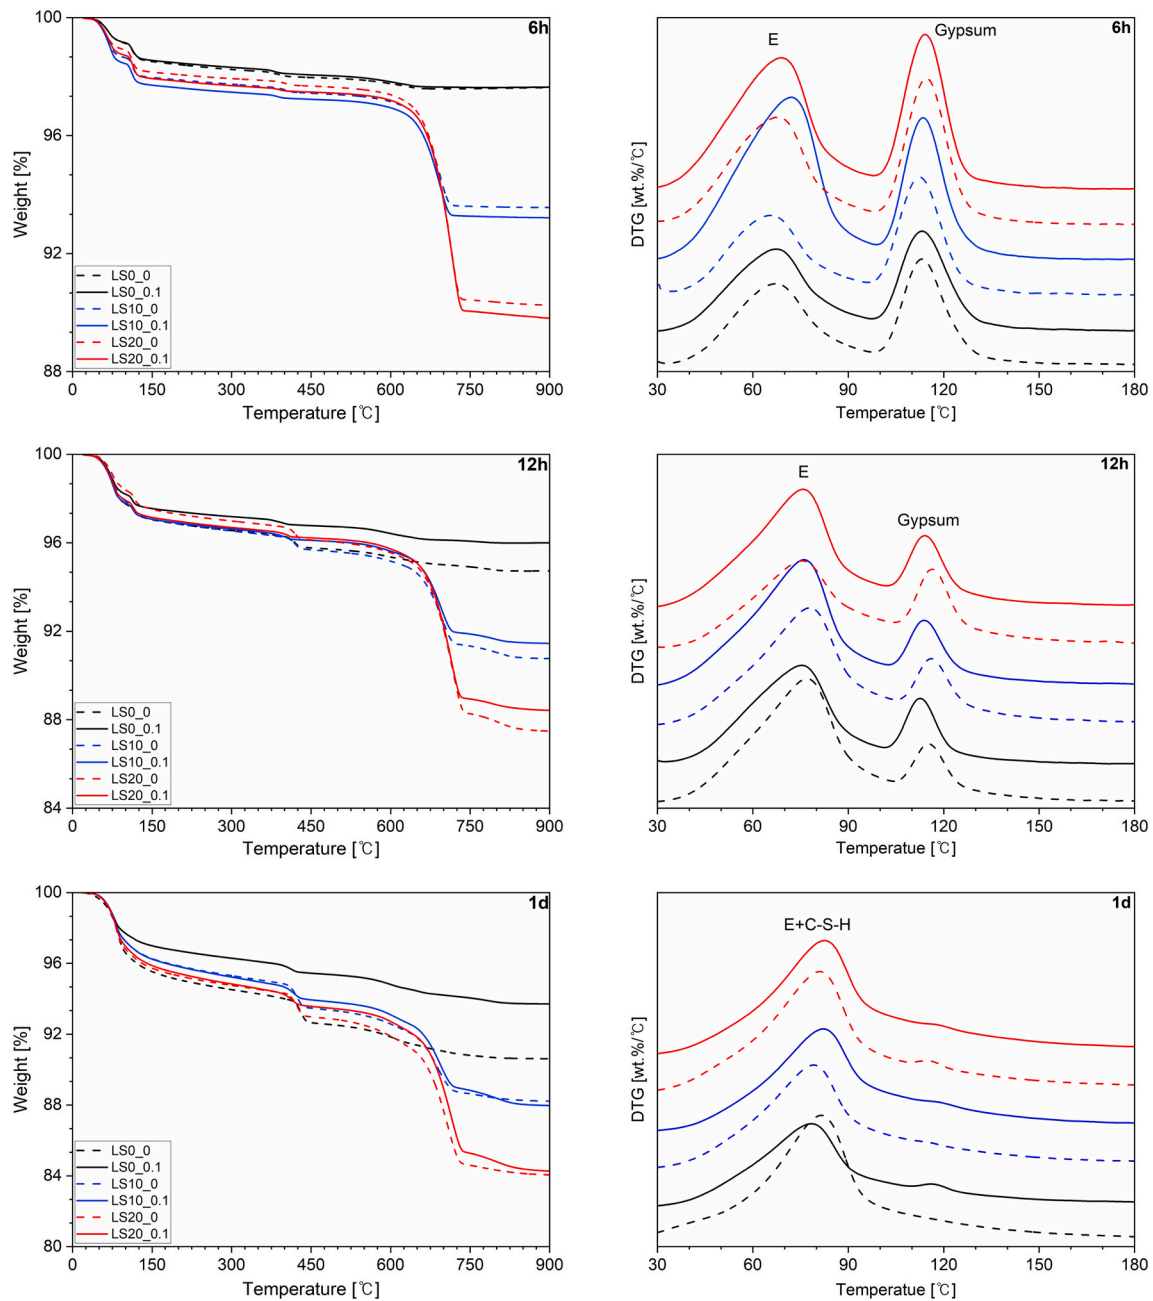 6h
100
96
92
88
Weight [%]
LS0_0
LS0_0.1
LS10_0
LS10_0.1
LS20_0
LS20_0.1
0 150 300 450 600 750 900
Temperature [℃]
6h
E
Gypsum
DTG [wt.%/℃]
30 60 90 120 150 180
Temperatue [℃]
12h
100
96
92
88
84
Weight [%]
LS0_0
LS0_0.1
LS10_0
LS10_0.1
LS20_0
LS20_0.1
0 150 300 450 600 750 900
Temperature [℃]
12h
E
Gypsum
DTG [wt.%/℃]
30 60 90 120 150 180
Temperatue [℃]
1d
100
96
92
88
84
80
Weight [%]
LS0_0
LS0_0.1
LS10_0
LS10_0.1
LS20_0
LS20_0.1
0 150 300 450 600 750 900
Temperature [℃]
1d
E+C-S-H
DTG [wt.%/℃]
30 60 90 120 150 180
Temperatue [℃]